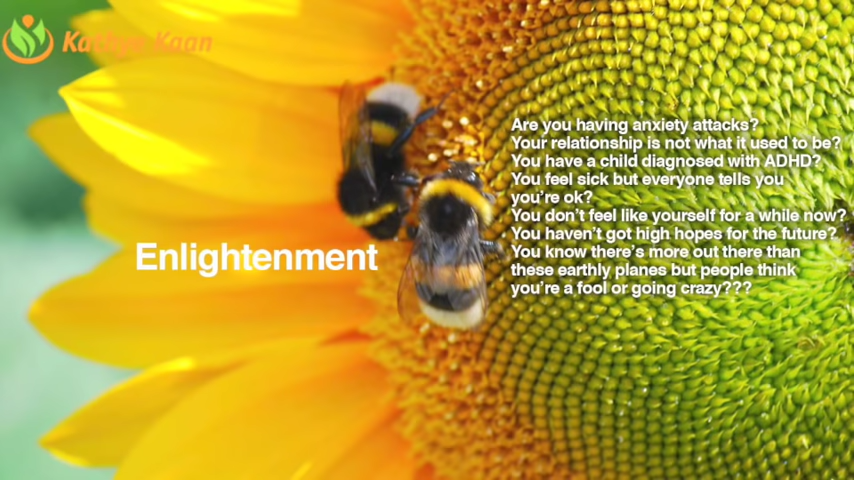 Kathye Kaan
Enlightenment
Are you having anxiety attacks?
Your relationship is not what it used to be?
You have a child diagnosed with ADHD?
You feel sick but everyone tells you
you're ok?
You don't feel like yourself for a while now?
You haven't got high hopes for the future?
You know there's more out there than
these earthly planes but people think
you're a fool or going crazy???